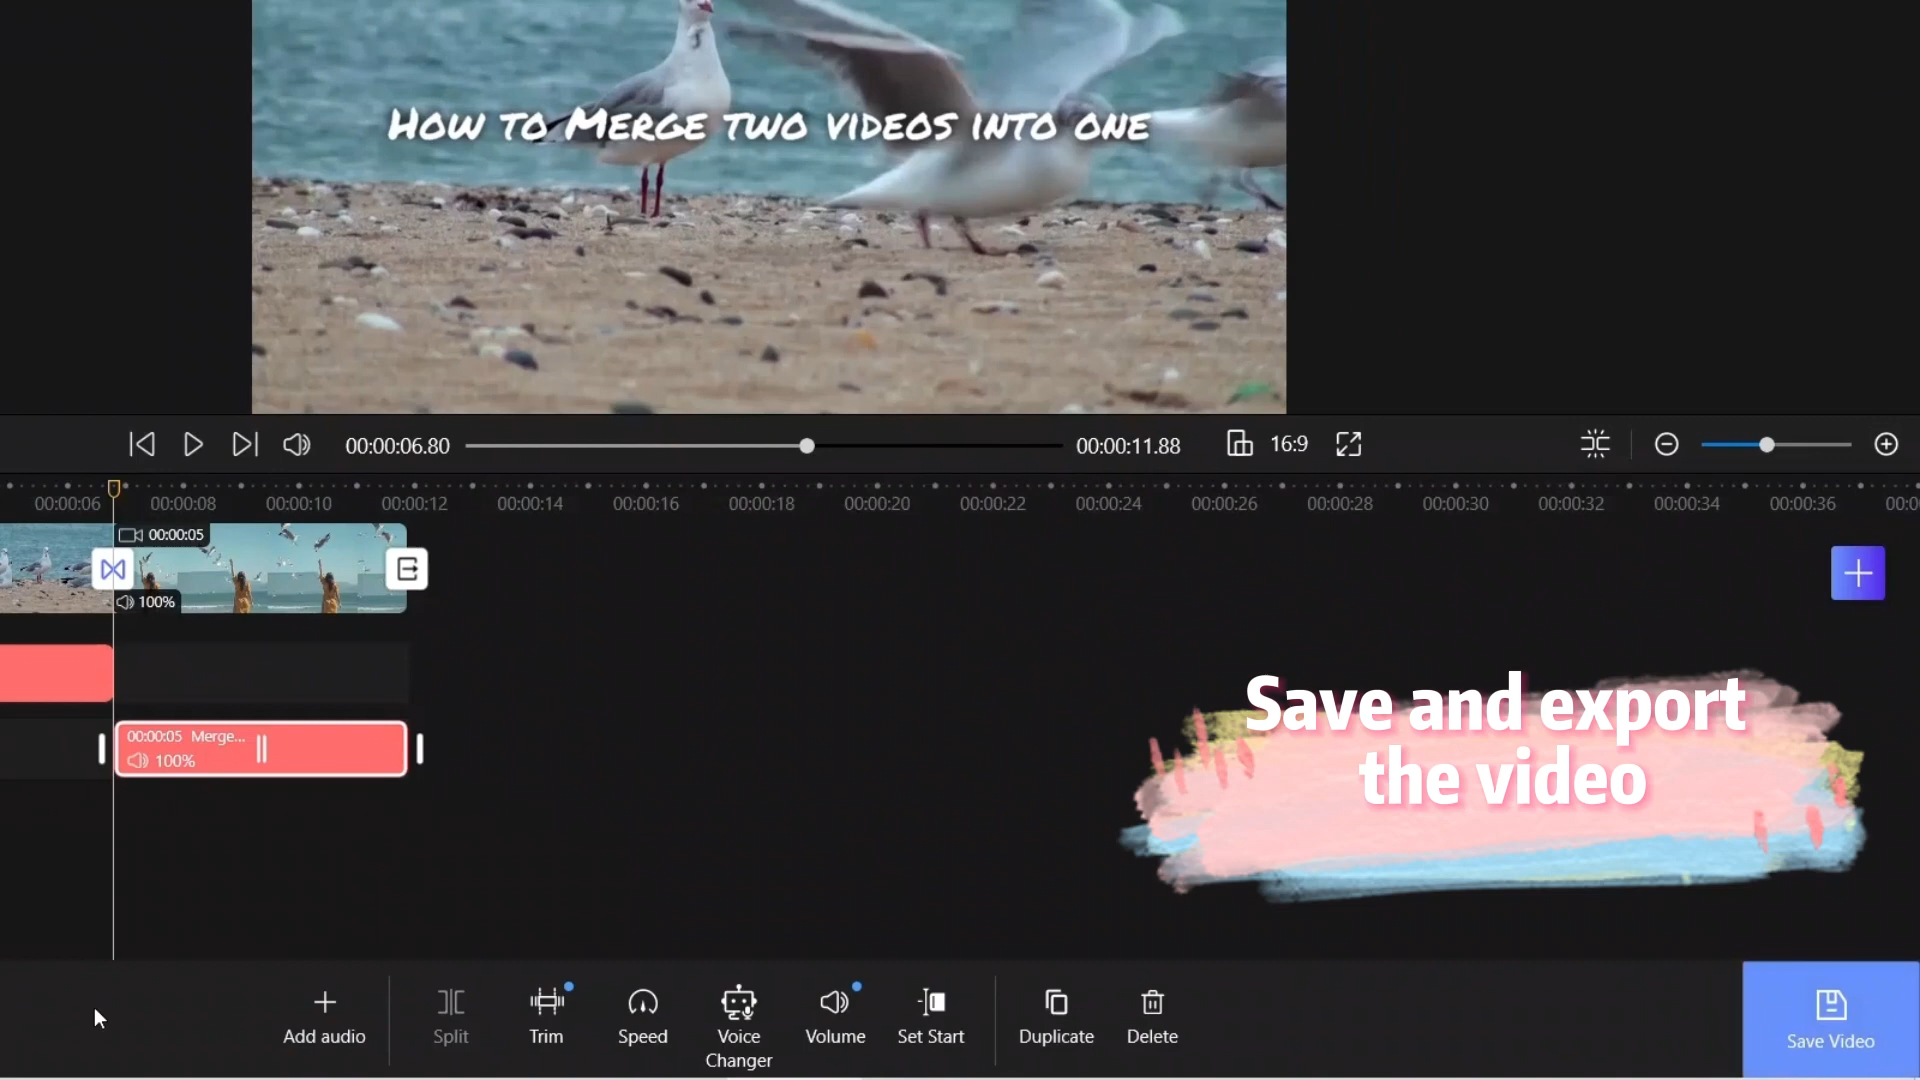 How to Merge two videos into one
00:00:06.80
00:00:11.88
16:9
00:00:06
00:00:08
00:00:10
00:00:12
00:00:14
00:00:16
00:00:18
00:00:20
00:00:22
00:00:24
00:00:26
00:00:28
00:00:30
00:00:32
00:00:34
00:00:36
00:0
00:00:05
100%
00:00:05 Merge...
100%
Save and export
the video
Add audio
Split
Trim
Speed
Voice
Changer
Volume
Set Start
Duplicate
Delete
Save Video